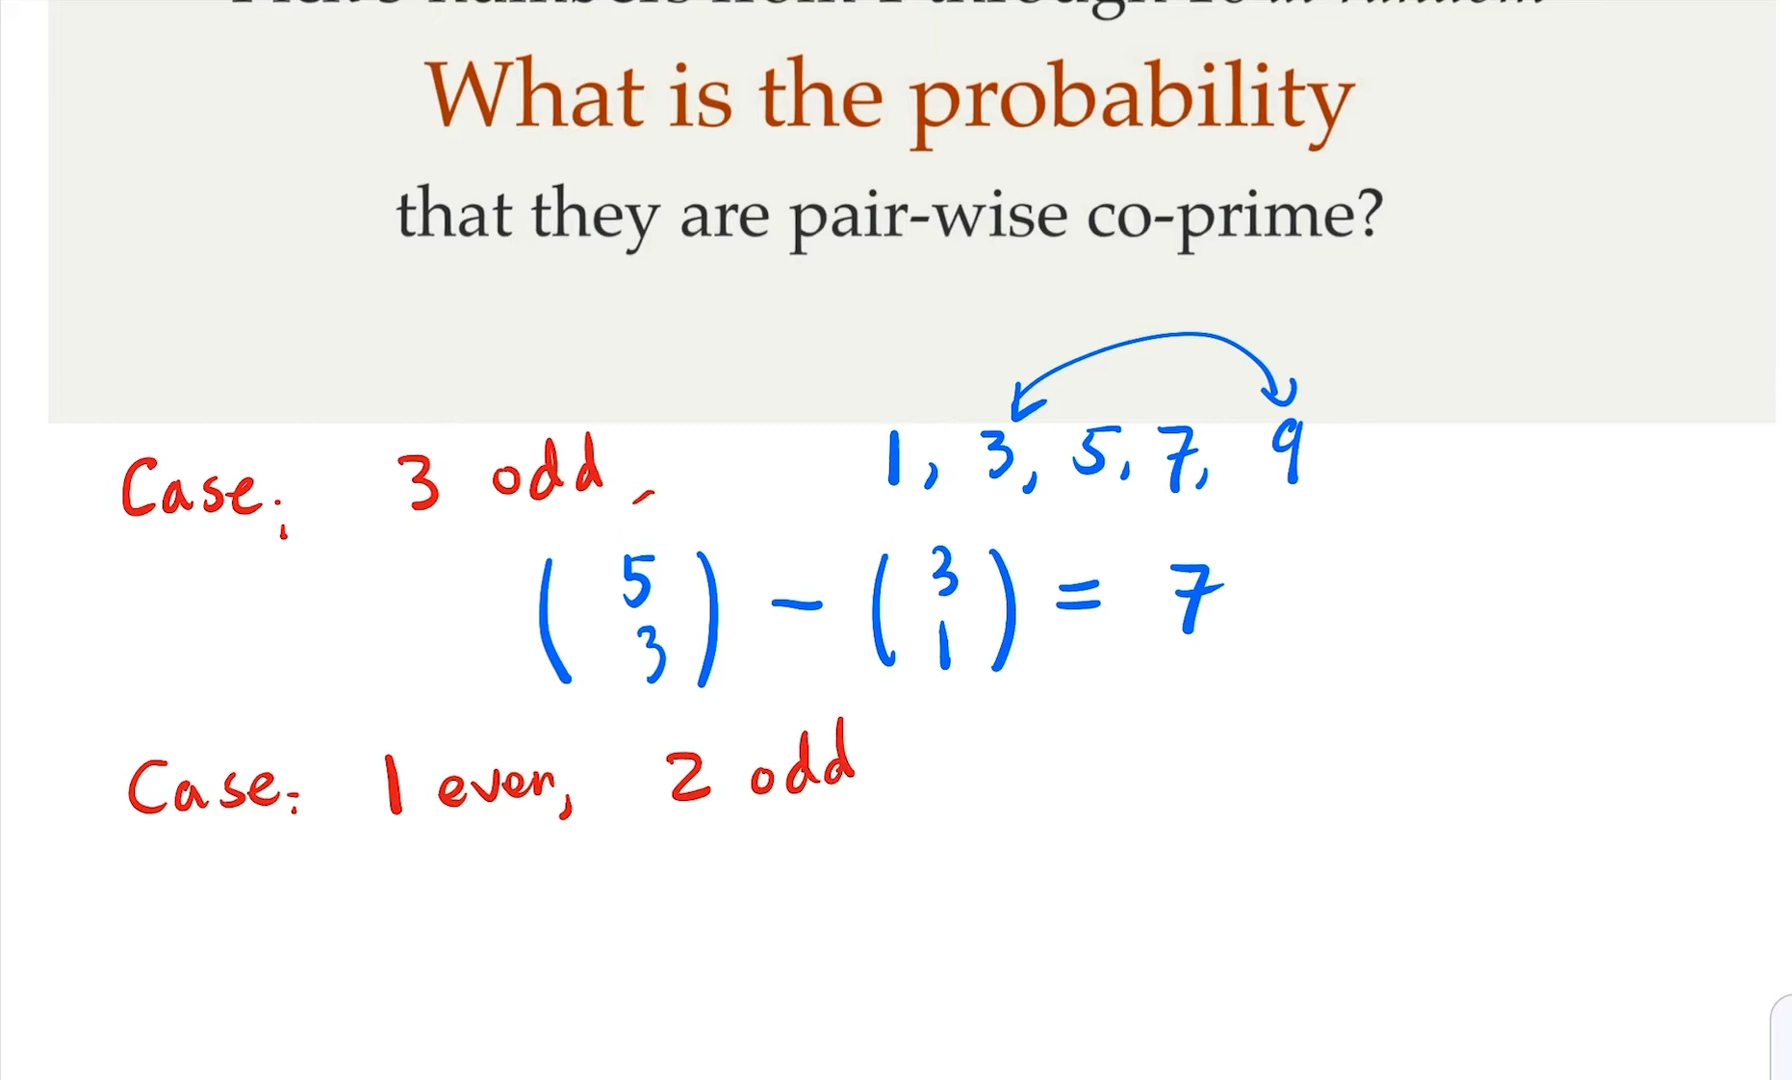 What is the probability
that they are pair-wise co-prime?
1, 3, 5, 7, 9
Case: 3 odd,
(5 3) - (3 1) = 7
Case: 1 even, 2 odd